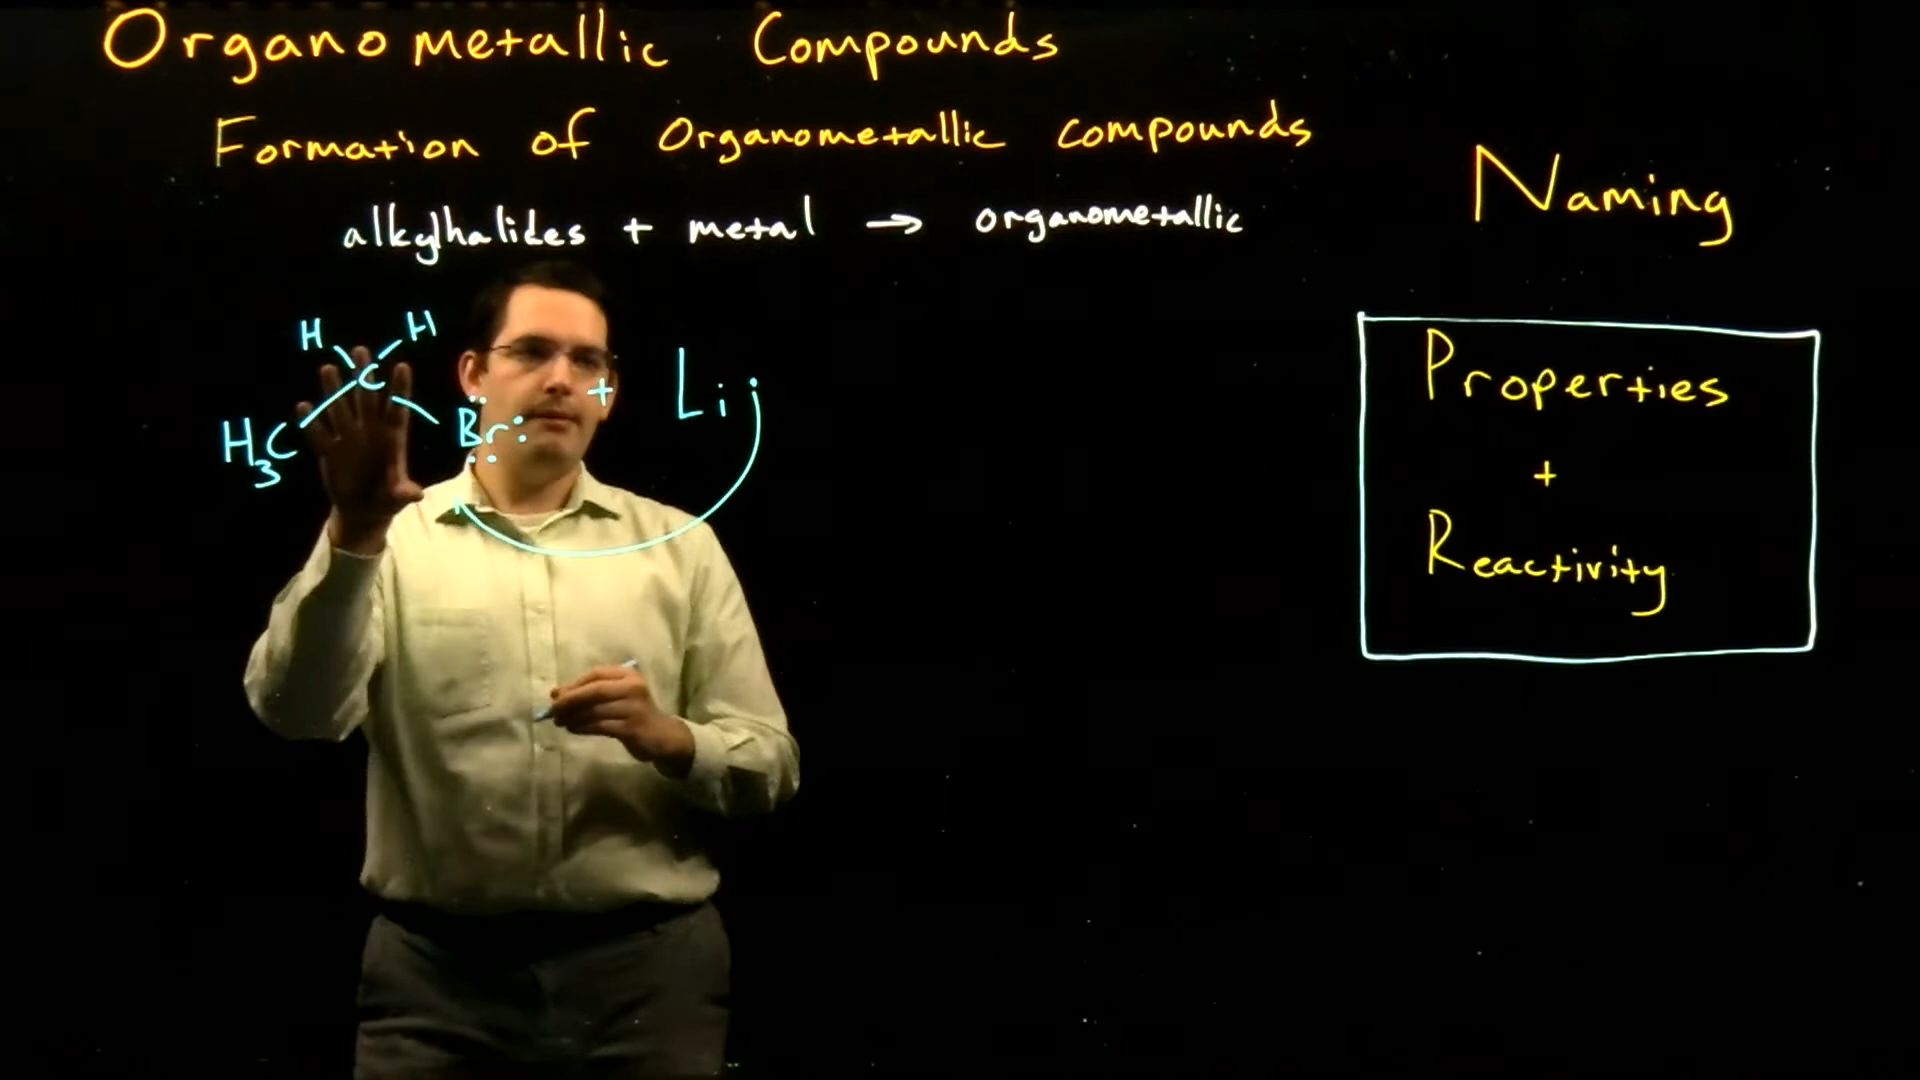 Organometallic Compounds
Formation of Organometallic compounds
alkylhalides + metal → organometallic
H H
C
H3C
Br + Li
Naming
Properties
+
Reactivity